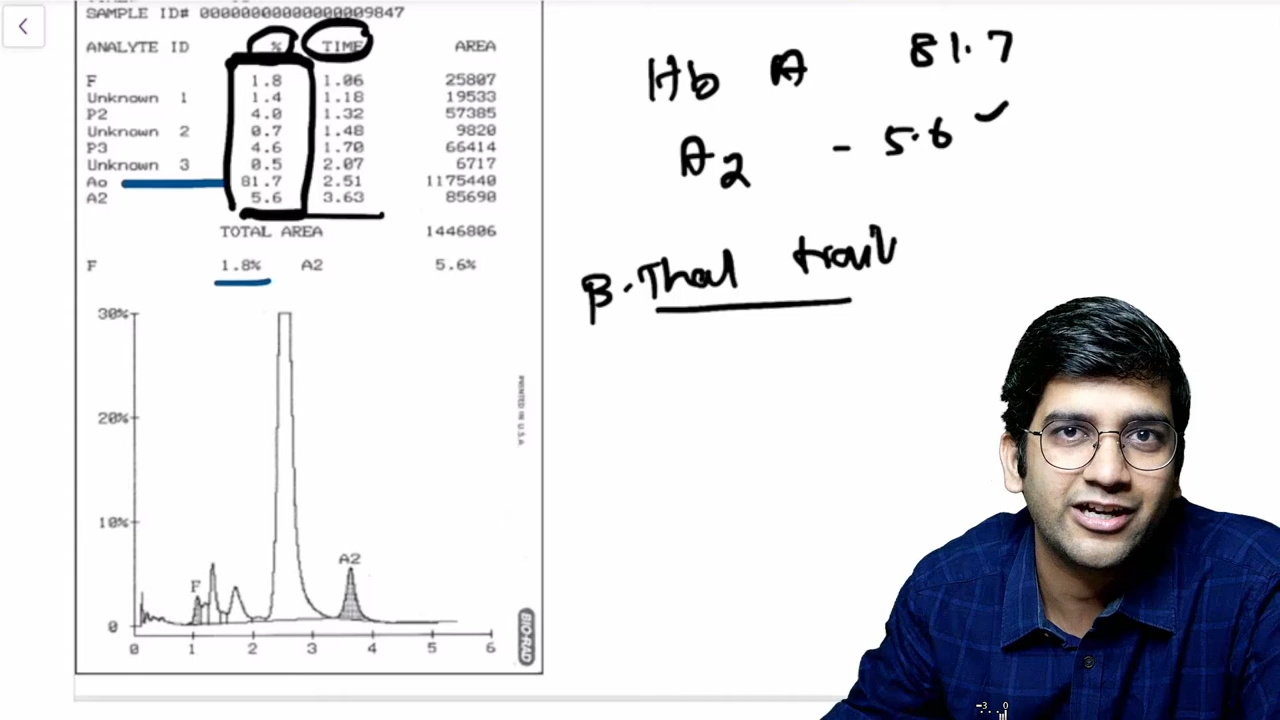 SAMPLE ID# 00000000000000009847
ANALYTE ID % TIME AREA
F 1.8 1.06 25807
Unknown 1 1.4 1.18 19533
P2 4.0 1.32 57385
Unknown 2 0.7 1.48 9820
P3 4.6 1.70 66414
Unknown 3 0.5 2.07 6717
Ao 81.7 2.51 1175440
A2 5.6 3.63 85690
TOTAL AREA 1446806
F 1.8% A2 5.6%
30%
20%
10%
0
F
A2
0 1 2 3 4 5 6
PRINTED IN U.S.A
BIO-RAD
Hb A 81.7
A2 - 5.6
β-Thal trait